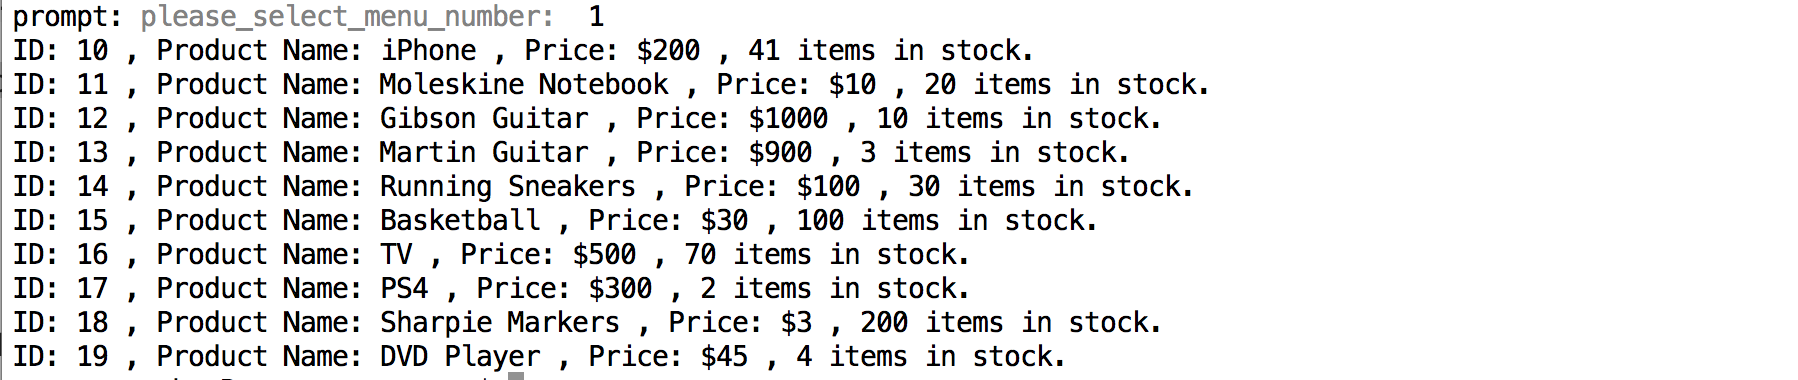 prompt: please_select_menu_number:  1
ID: 10 , Product Name: iPhone , Price: $200 , 41 items in stock.
ID: 11 , Product Name: Moleskine Notebook , Price: $10 , 20 items in stock.
ID: 12 , Product Name: Gibson Guitar , Price: $1000 , 10 items in stock.
ID: 13 , Product Name: Martin Guitar , Price: $900 , 3 items in stock.
ID: 14 , Product Name: Running Sneakers , Price: $100 , 30 items in stock.
ID: 15 , Product Name: Basketball , Price: $30 , 100 items in stock.
ID: 16 , Product Name: TV , Price: $500 , 70 items in stock.
ID: 17 , Product Name: PS4 , Price: $300 , 2 items in stock.
ID: 18 , Product Name: Sharpie Markers , Price: $3 , 200 items in stock.
ID: 19 , Product Name: DVD Player , Price: $45 , 4 items in stock.